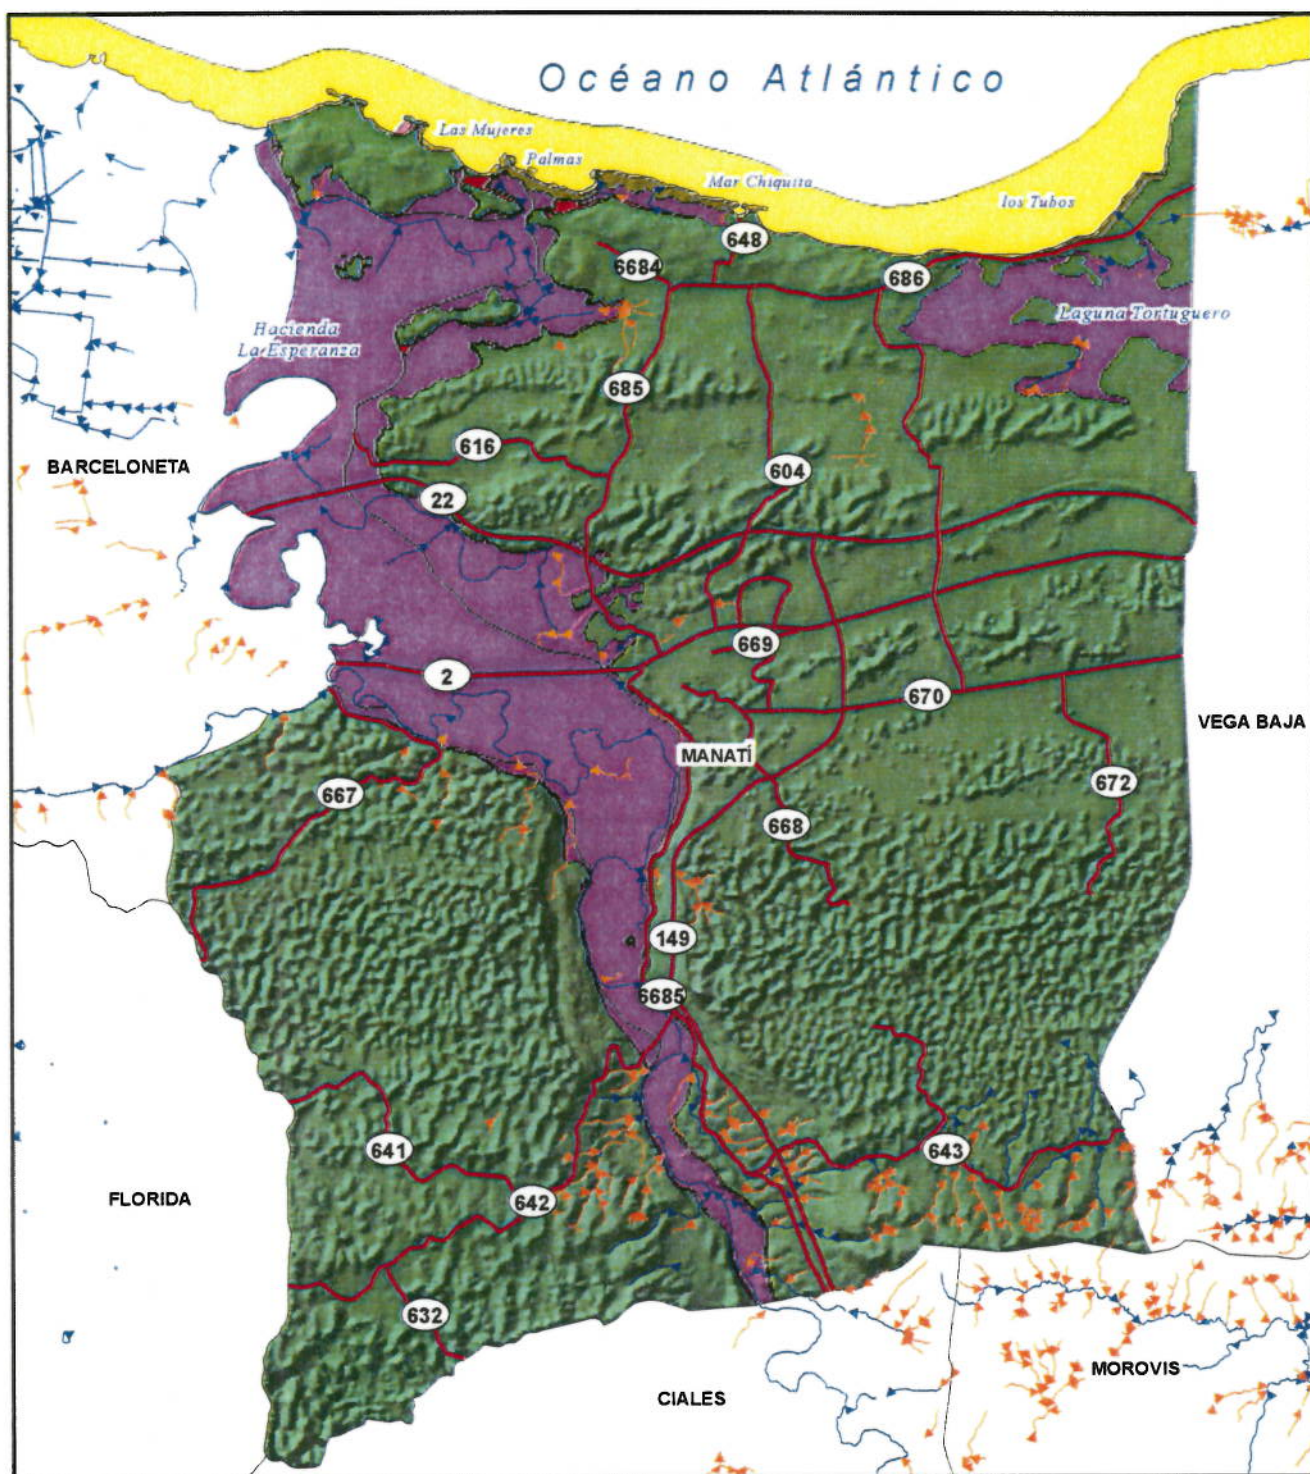 Océano Atlántico
Las Mujeres
Palmas
Mar Chiquita
los Tubos
648
6684
686
Laguna Tortuguero
Hacienda
La Esperanza
685
616
604
BARCELONETA
22
669
2
670
VEGA BAJA
MANATÍ
672
667
668
149
6685
641
643
FLORIDA
642
632
MOROVIS
CIALES